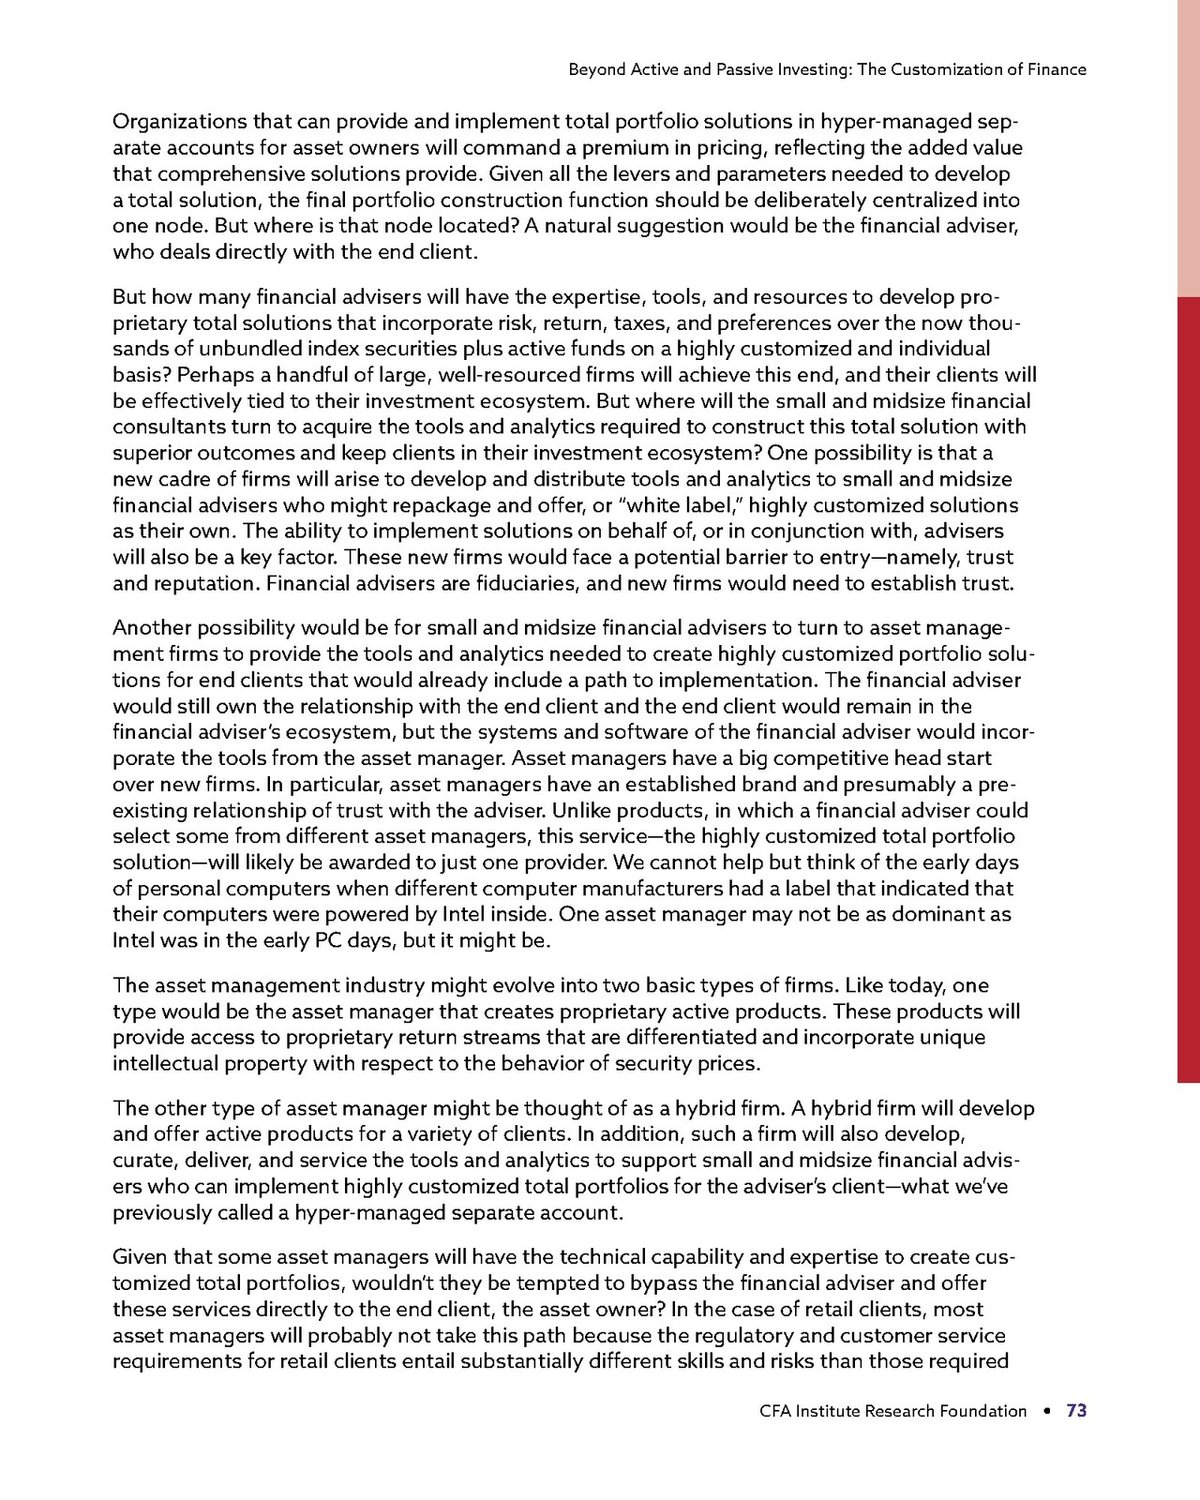 Beyond Active and Passive Investing: The Customization of Finance
Organizations that can provide and implement total portfolio solutions in hyper-managed sep-
arate accounts for asset owners will command a premium in pricing, reflecting the added value
that comprehensive solutions provide. Given all the levers and parameters needed to develop
a total solution, the final portfolio construction function should be deliberately centralized into
one node. But where is that node located? A natural suggestion would be the financial adviser,
who deals directly with the end client.
But how many financial advisers will have the expertise, tools, and resources to develop pro-
prietary total solutions that incorporate risk, return, taxes, and preferences over the now thou-
sands of unbundled index securities plus active funds on a highly customized and individual
basis? Perhaps a handful of large, well-resourced firms will achieve this end, and their clients will
be effectively tied to their investment ecosystem. But where will the small and midsize financial
consultants turn to acquire the tools and analytics required to construct this total solution with
superior outcomes and keep clients in their investment ecosystem? One possibility is that a
new cadre of firms will arise to develop and distribute tools and analytics to small and midsize
financial advisers who might repackage and offer, or “white label,” highly customized solutions
as their own. The ability to implement solutions on behalf of, or in conjunction with, advisers
will also be a key factor. These new firms would face a potential barrier to entry—namely, trust
and reputation. Financial advisers are fiduciaries, and new firms would need to establish trust.
Another possibility would be for small and midsize financial advisers to turn to asset manage-
ment firms to provide the tools and analytics needed to create highly customized portfolio solu-
tions for end clients that would already include a path to implementation. The financial adviser
would still own the relationship with the end client and the end client would remain in the
financial adviser’s ecosystem, but the systems and software of the financial adviser would incor-
porate the tools from the asset manager. Asset managers have a big competitive head start
over new firms. In particular, asset managers have an established brand and presumably a pre-
existing relationship of trust with the adviser. Unlike products, in which a financial adviser could
select some from different asset managers, this service—the highly customized total portfolio
solution—will likely be awarded to just one provider. We cannot help but think of the early days
of personal computers when different computer manufacturers had a label that indicated that
their computers were powered by Intel inside. One asset manager may not be as dominant as
Intel was in the early PC days, but it might be.
The asset management industry might evolve into two basic types of firms. Like today, one
type would be the asset manager that creates proprietary active products. These products will
provide access to proprietary return streams that are differentiated and incorporate unique
intellectual property with respect to the behavior of security prices.
The other type of asset manager might be thought of as a hybrid firm. A hybrid firm will develop
and offer active products for a variety of clients. In addition, such a firm will also develop,
curate, deliver, and service the tools and analytics to support small and midsize financial advis-
ers who can implement highly customized total portfolios for the adviser’s client—what we’ve
previously called a hyper-managed separate account.
Given that some asset managers will have the technical capability and expertise to create cus-
tomized total portfolios, wouldn’t they be tempted to bypass the financial adviser and offer
these services directly to the end client, the asset owner? In the case of retail clients, most
asset managers will probably not take this path because the regulatory and customer service
requirements for retail clients entail substantially different skills and risks than those required
CFA Institute Research Foundation • 73